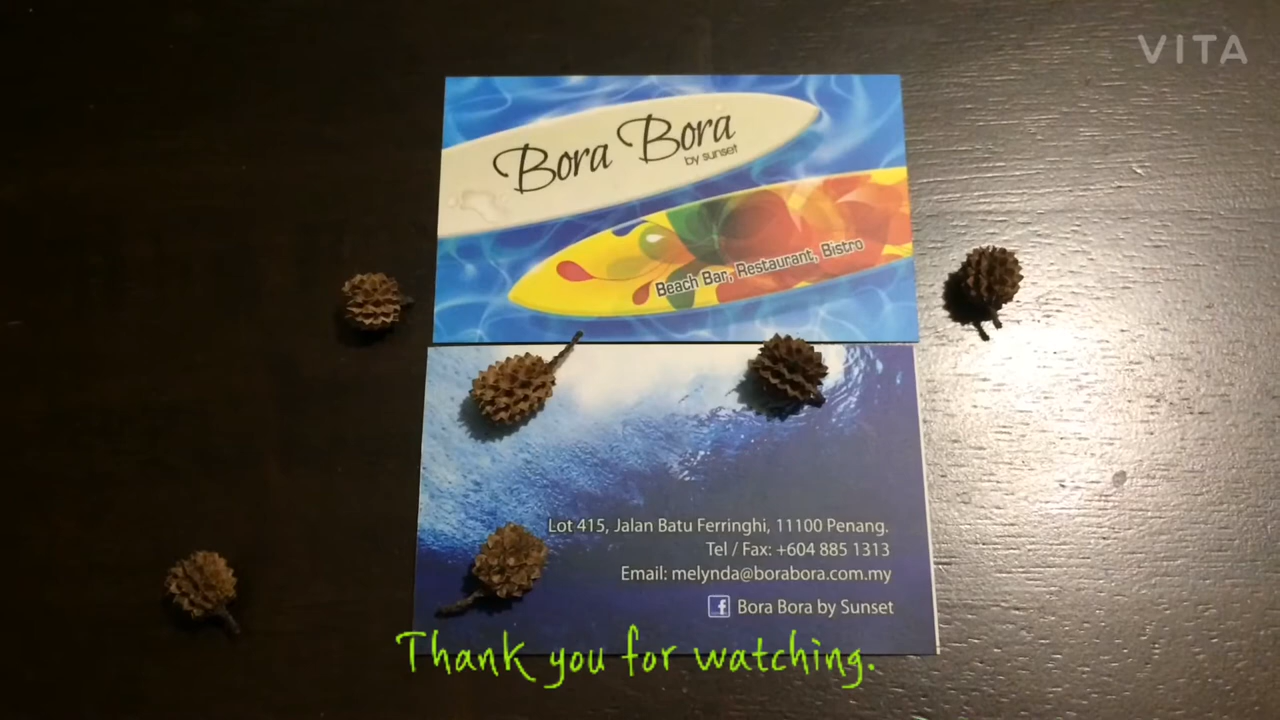 VITA
Bora Bora
by sunset
Beach Bar, Restaurant, Bistro
Lot 415, Jalan Batu Ferringhi, 11100 Penang.
Tel / Fax: +604 885 1313
Email: melynda@borabora.com.my
f Bora Bora by Sunset
Thank you for watching.